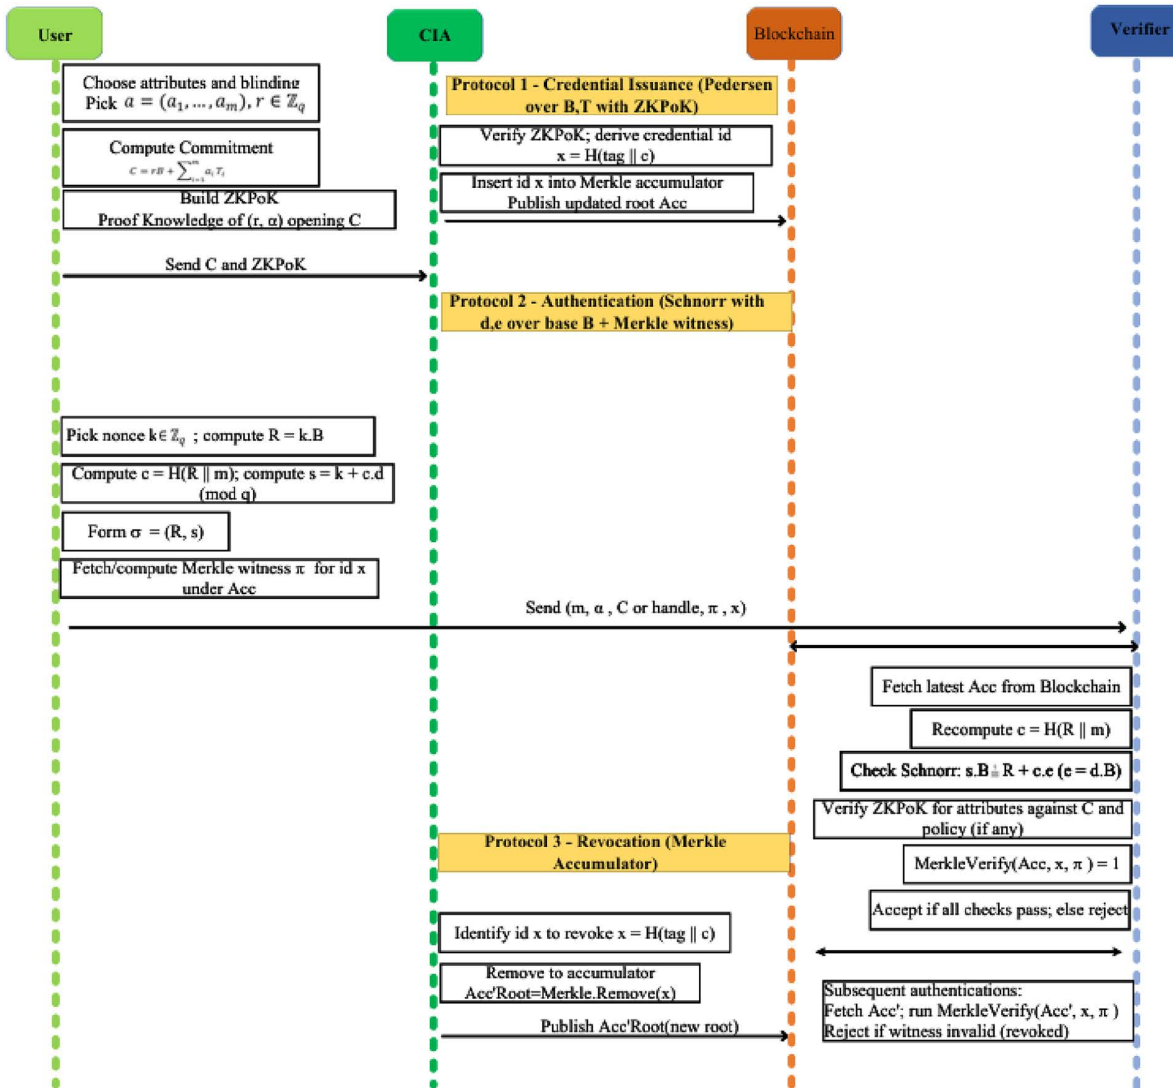 User
CIA
Blockchain
Verifier
Choose attributes and blinding
Pick a = (a₁, ..., aₘ), r ∈ ℤq
Compute Commitment
C = rB + ∑ᵢ₌₁ᵐ aᵢ Tᵢ
Build ZKPoK
Proof Knowledge of (r, α) opening C
Send C and ZKPoK
Protocol 1 - Credential Issuance (Pedersen
over B,T with ZKPoK)
Verify ZKPoK; derive credential id
x = H(tag || c)
Insert id x into Merkle accumulator
Publish updated root Acc
Protocol 2 - Authentication (Schnorr with
d,e over base B + Merkle witness)
Pick nonce k∈ ℤq ; compute R = k.B
Compute c = H(R || m); compute s = k + c.d
(mod q)
Form σ = (R, s)
Fetch/compute Merkle witness π for id x
under Acc
Send (m, α , C or handle, π , x)
Fetch latest Acc from Blockchain
Recompute c = H(R || m)
Check Schnorr: s.B ≟ R + c.e (e = d.B)
Verify ZKPoK for attributes against C and
policy (if any)
MerkleVerify(Acc, x, π ) = 1
Accept if all checks pass; else reject
Protocol 3 - Revocation (Merkle
Accumulator)
Identify id x to revoke x = H(tag || c)
Remove to accumulator
Acc'Root=Merkle.Remove(x)
Publish Acc'Root(new root)
Subsequent authentications:
Fetch Acc'; run MerkleVerify(Acc', x, π )
Reject if witness invalid (revoked)